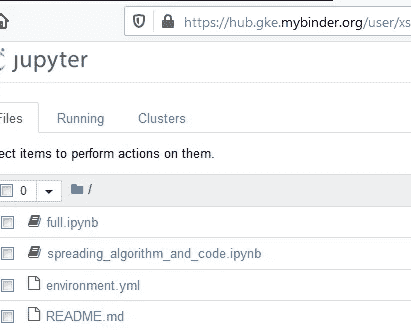 https://hub.gke.mybinder.org/user/xs
jupyter
Files Running Clusters
ect items to perform actions on them.
0 /
full.ipynb
spreading_algorithm_and_code.ipynb
environment.yml
README.md